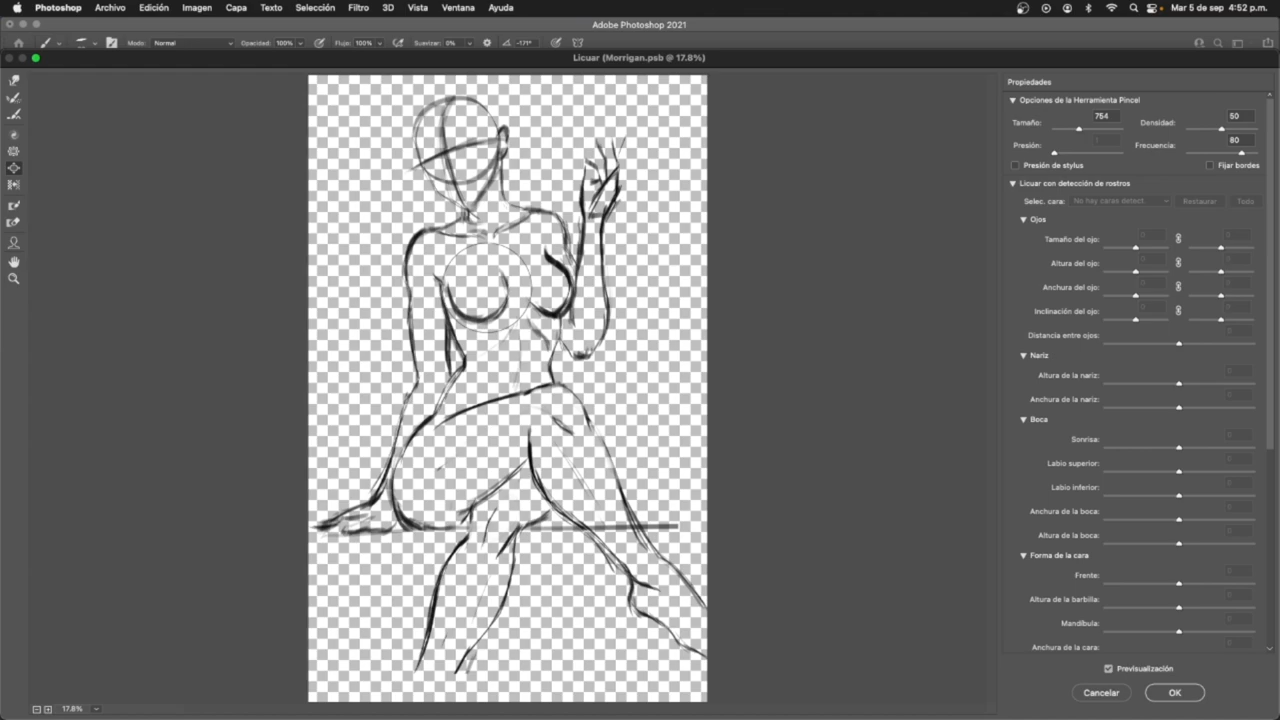 Photoshop Archivo Edición Imagen Capa Texto Selección Filtro 3D Vista Ventana Ayuda Mar 5 de sep 4:52 p.m.
Adobe Photoshop 2021
Modo: Normal Opacidad: 100% Flujo: 100% Suavizar: 0% -171°
Licuar (Morrigan.psb @ 17.8%)
Propiedades
Opciones de la Herramienta Pincel
Tamaño: 754 Densidad: 50
Presión: Frecuencia: 80
Presión de stylus Fijar bordes
Licuar con detección de rostros
Selec. cara: No hay caras detect. Restaurar Todo
Ojos
Tamaño del ojo:
Altura del ojo:
Anchura del ojo:
Inclinación del ojo:
Distancia entre ojos:
Nariz
Altura de la nariz:
Anchura de la nariz:
Boca
Sonrisa:
Labio superior:
Labio inferior:
Anchura de la boca:
Altura de la boca:
Forma de la cara
Frente:
Altura de la barbilla:
Mandíbula:
Anchura de la cara:
Previsualización
Cancelar OK
17.8%